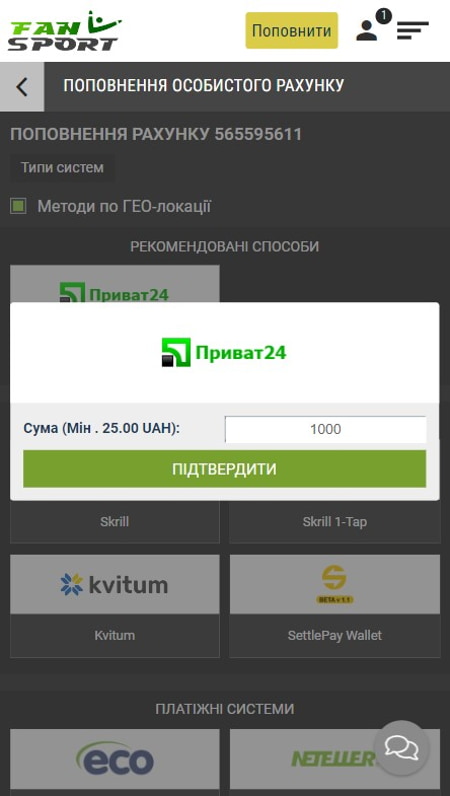 FAN
SPORT
Поповнити
1
ПОПОВНЕННЯ ОСОБИСТОГО РАХУНКУ
ПОПОВНЕННЯ РАХУНКУ 565595611
Типи систем
Методи по ГЕО-локації
РЕКОМЕНДОВАНІ СПОСОБИ
Приват24
Приват24
Сума (Мін . 25.00 UAH): 1000
ПІДТВЕРДИТИ
Skrill Skrill 1-Tap
kvitum BETA v 1.1
Kvitum SettlePay Wallet
ПЛАТІЖНІ СИСТЕМИ
eco NETELLER